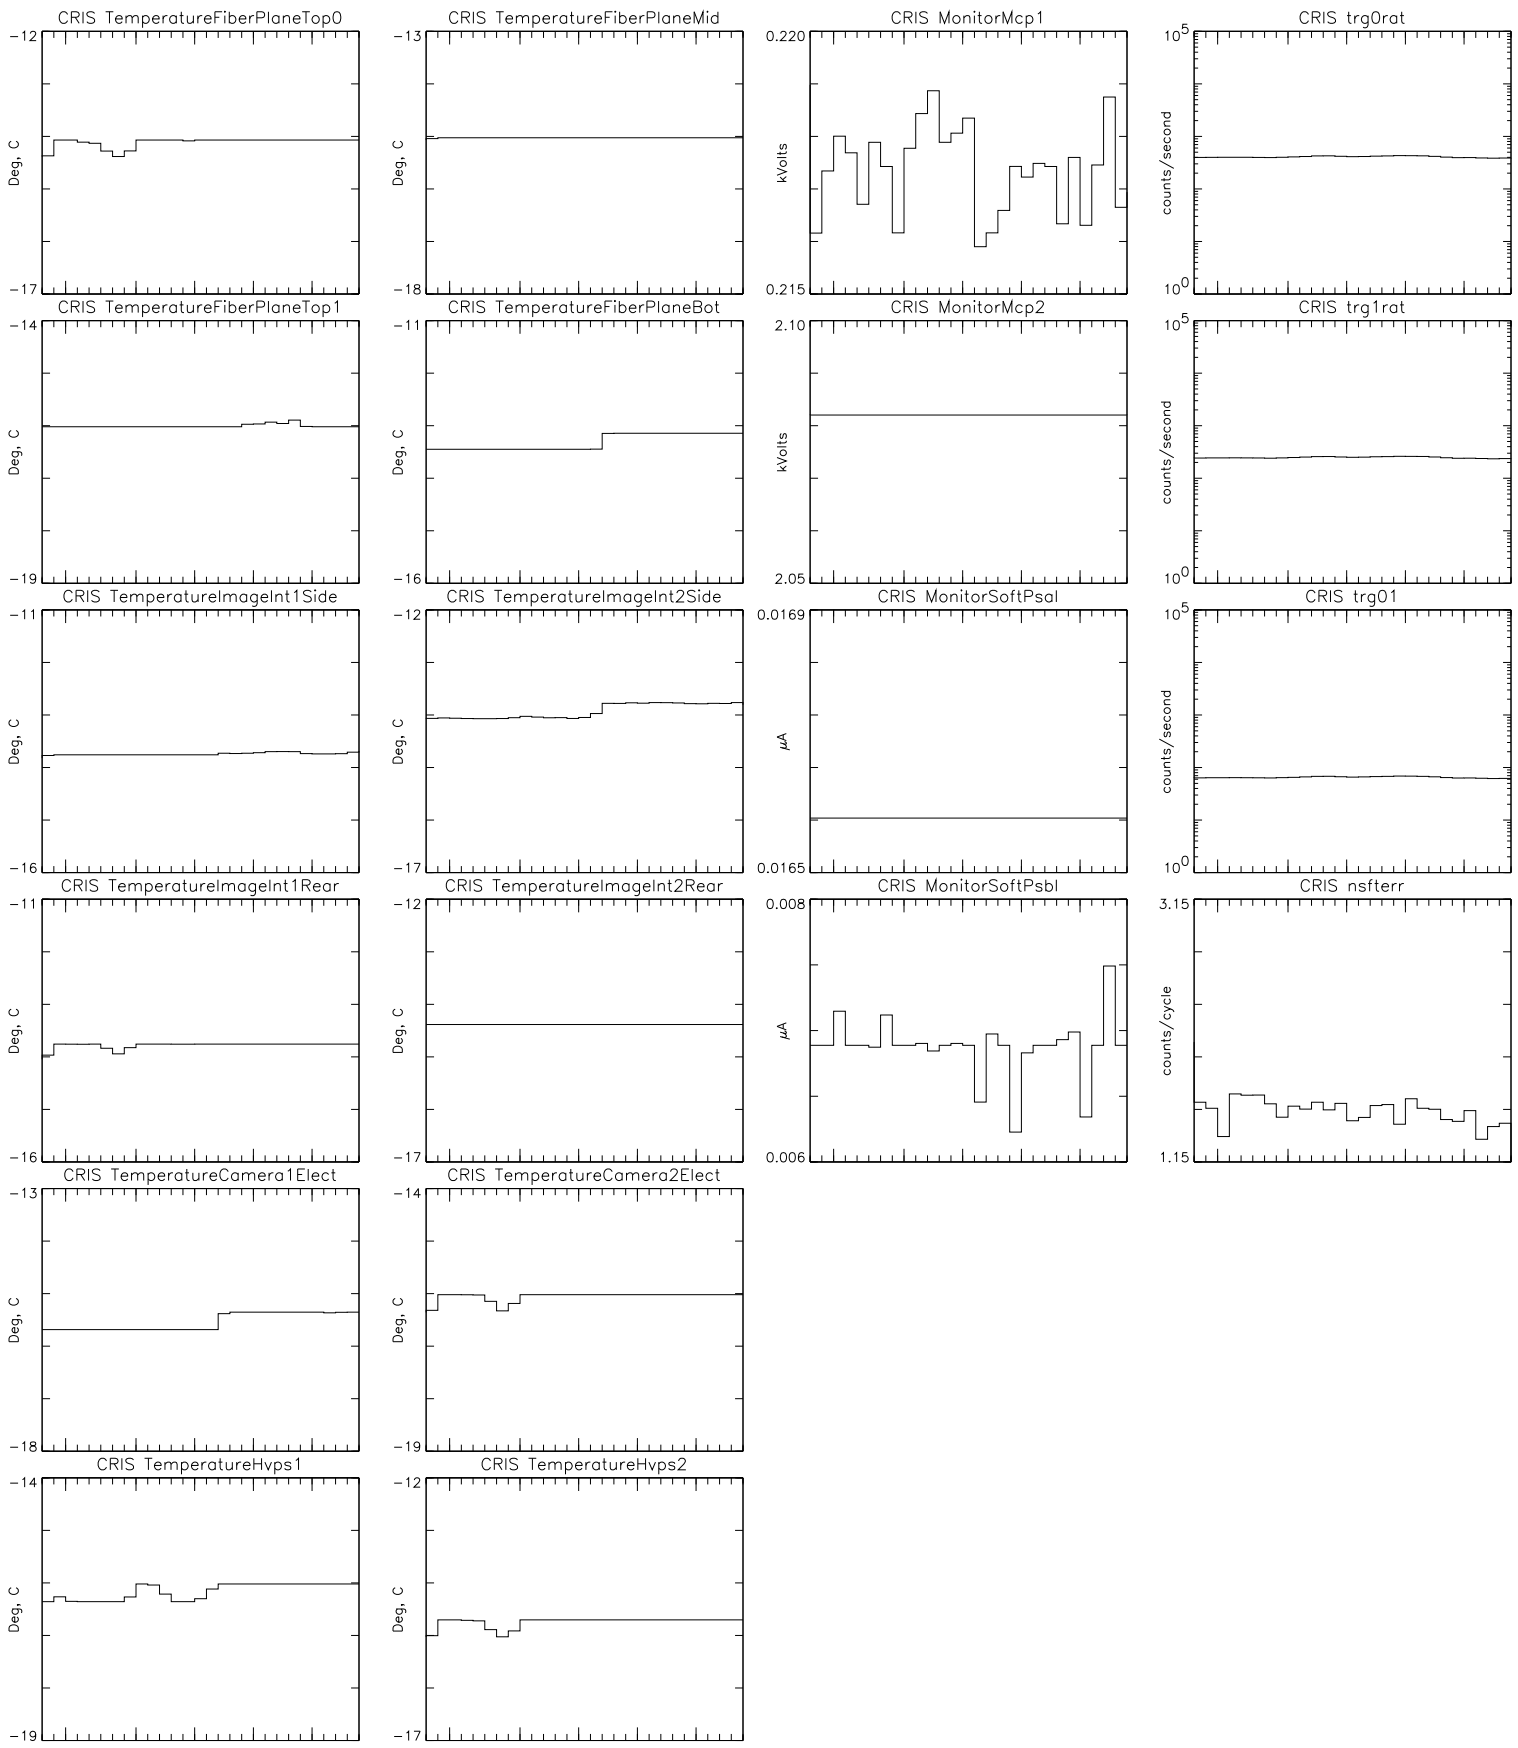 CRIS TemperatureFiberPlaneTop0
-12
Deg, C
-17
CRIS TemperatureFiberPlaneMid
-13
Deg, C
-18
CRIS MonitorMcp1
0.220
kVolts
0.215
CRIS trg0rat
10^5
counts/second
10^0
CRIS TemperatureFiberPlaneTop1
-14
Deg, C
-19
CRIS TemperatureFiberPlaneBot
-11
Deg, C
-16
CRIS MonitorMcp2
2.10
kVolts
2.05
CRIS trg1rat
10^5
counts/second
10^0
CRIS TemperatureImageInt1Side
-11
Deg, C
-16
CRIS TemperatureImageInt2Side
-12
Deg, C
-17
CRIS MonitorSoftPsaI
0.0169
μA
0.0165
CRIS trg01
10^5
counts/second
10^0
CRIS TemperatureImageInt1Rear
-11
Deg, C
-16
CRIS TemperatureImageInt2Rear
-12
Deg, C
-17
CRIS MonitorSoftPsbI
0.008
μA
0.006
CRIS nsfterr
3.15
counts/cycle
1.15
CRIS TemperatureCamera1Elect
-13
Deg, C
-18
CRIS TemperatureCamera2Elect
-14
Deg, C
-19
CRIS TemperatureHvps1
-14
Deg, C
-19
CRIS TemperatureHvps2
-12
Deg, C
-17